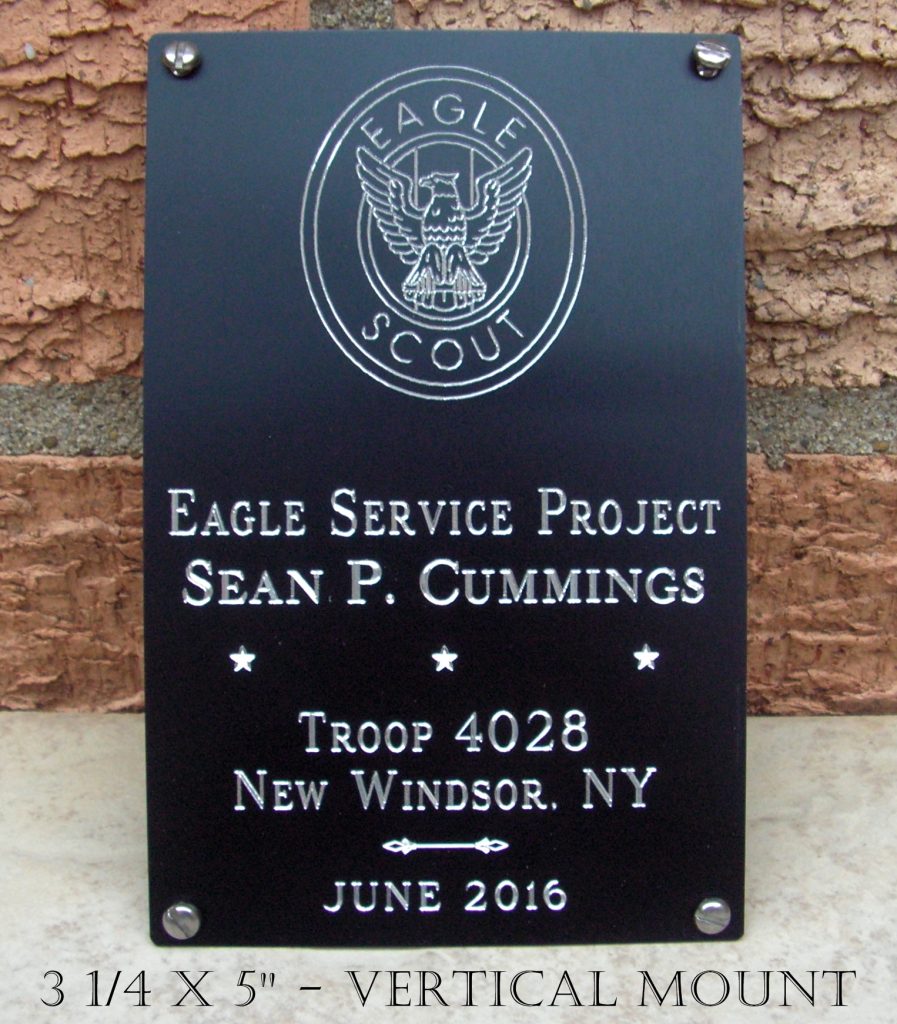 EAGLE
SCOUT
EAGLE SERVICE PROJECT
SEAN P. CUMMINGS
TROOP 4028
NEW WINDSOR, NY
JUNE 2016
3 1/4 X 5" - VERTICAL MOUNT